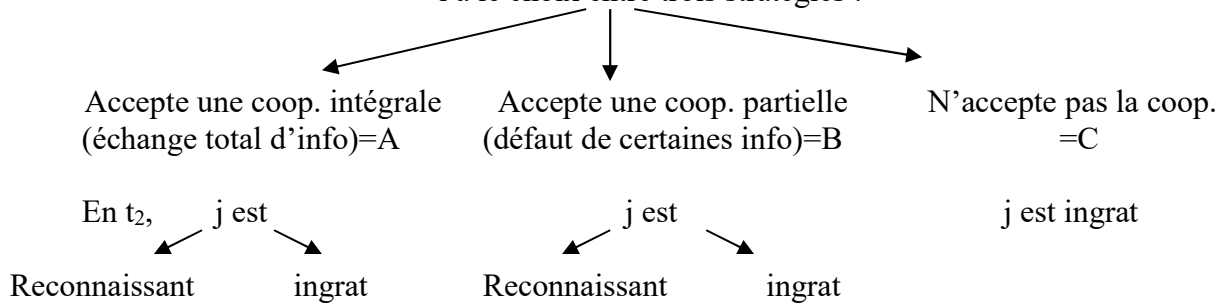 Accepte une coop. intégrale Accepte une coop. partielle N’accepte pas la coop.
(échange total d’info)=A (défaut de certaines info)=B =C
En t₂, j est j est j est ingrat
Reconnaissant ingrat Reconnaissant ingrat